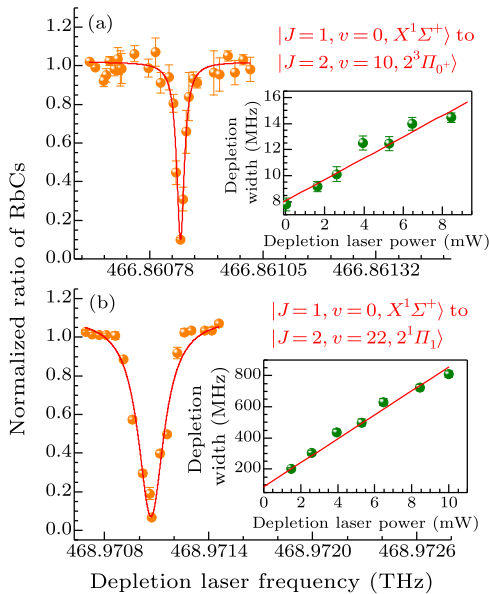 (a)
|J = 1, v = 0, X¹Σ⁺⟩ to
|J = 2, v = 10, 2³Π₀⁺⟩
1.2
1.0
0.8
0.6
0.4
0.2
0.0
466.86078 466.86105 466.86132
16
14
12
10
8
Depletion
width (MHz)
0 2 4 6 8
Depletion laser power (mW)
(b)
|J = 1, v = 0, X¹Σ⁺⟩ to
|J = 2, v = 22, 2¹Π₁⟩
1.2
1.0
0.8
0.6
0.4
0.2
0.0
468.9708 468.9714 468.9720 468.9726
800
600
400
200
Depletion
width (MHz)
0 2 4 6 8 10
Depletion laser power (mW)
Normalized ratio of RbCs
Depletion laser frequency (THz)